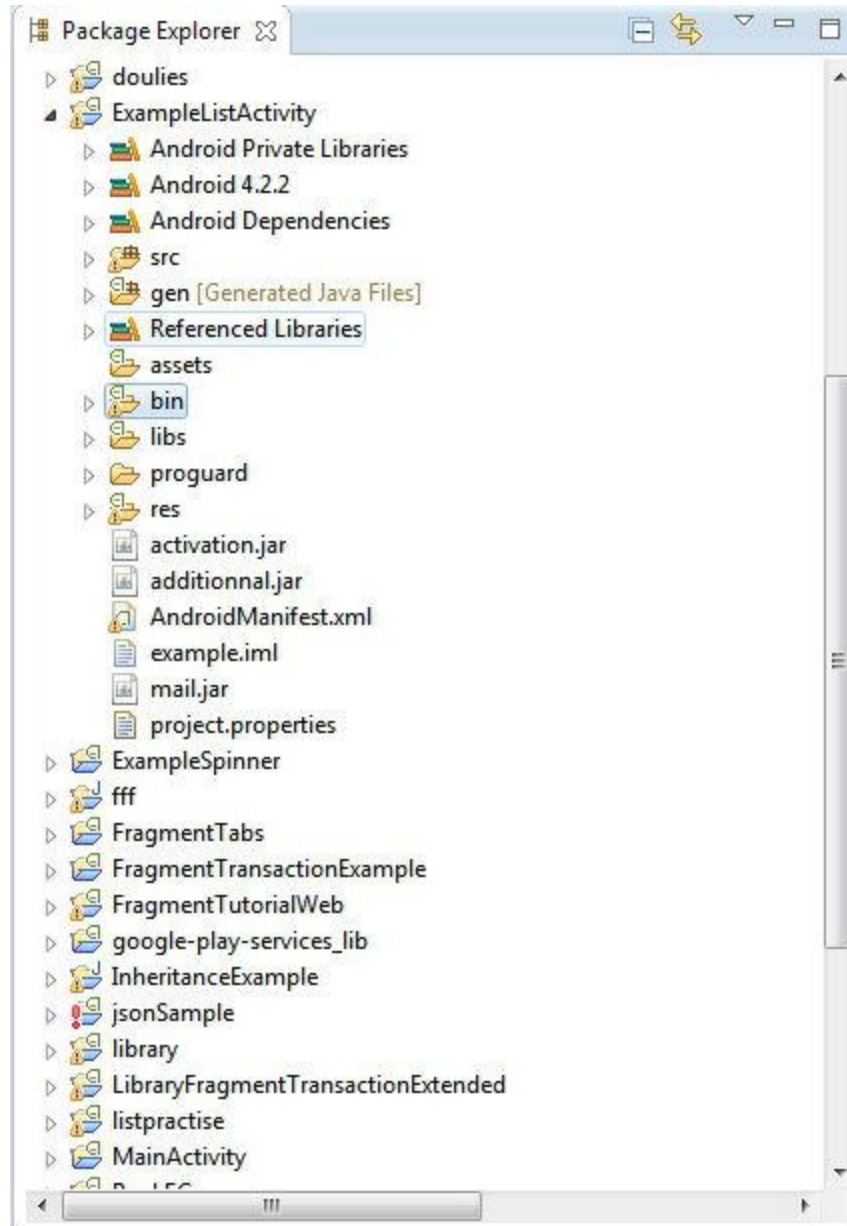 Package Explorer
doulies
ExampleListActivity
Android Private Libraries
Android 4.2.2
Android Dependencies
src
gen [Generated Java Files]
Referenced Libraries
assets
bin
libs
proguard
res
activation.jar
additionnal.jar
AndroidManifest.xml
example.iml
mail.jar
project.properties
ExampleSpinner
fff
FragmentTabs
FragmentTransactionExample
FragmentTutorialWeb
google-play-services_lib
InheritanceExample
jsonSample
library
LibraryFragmentTransactionExtended
listpractise
MainActivity